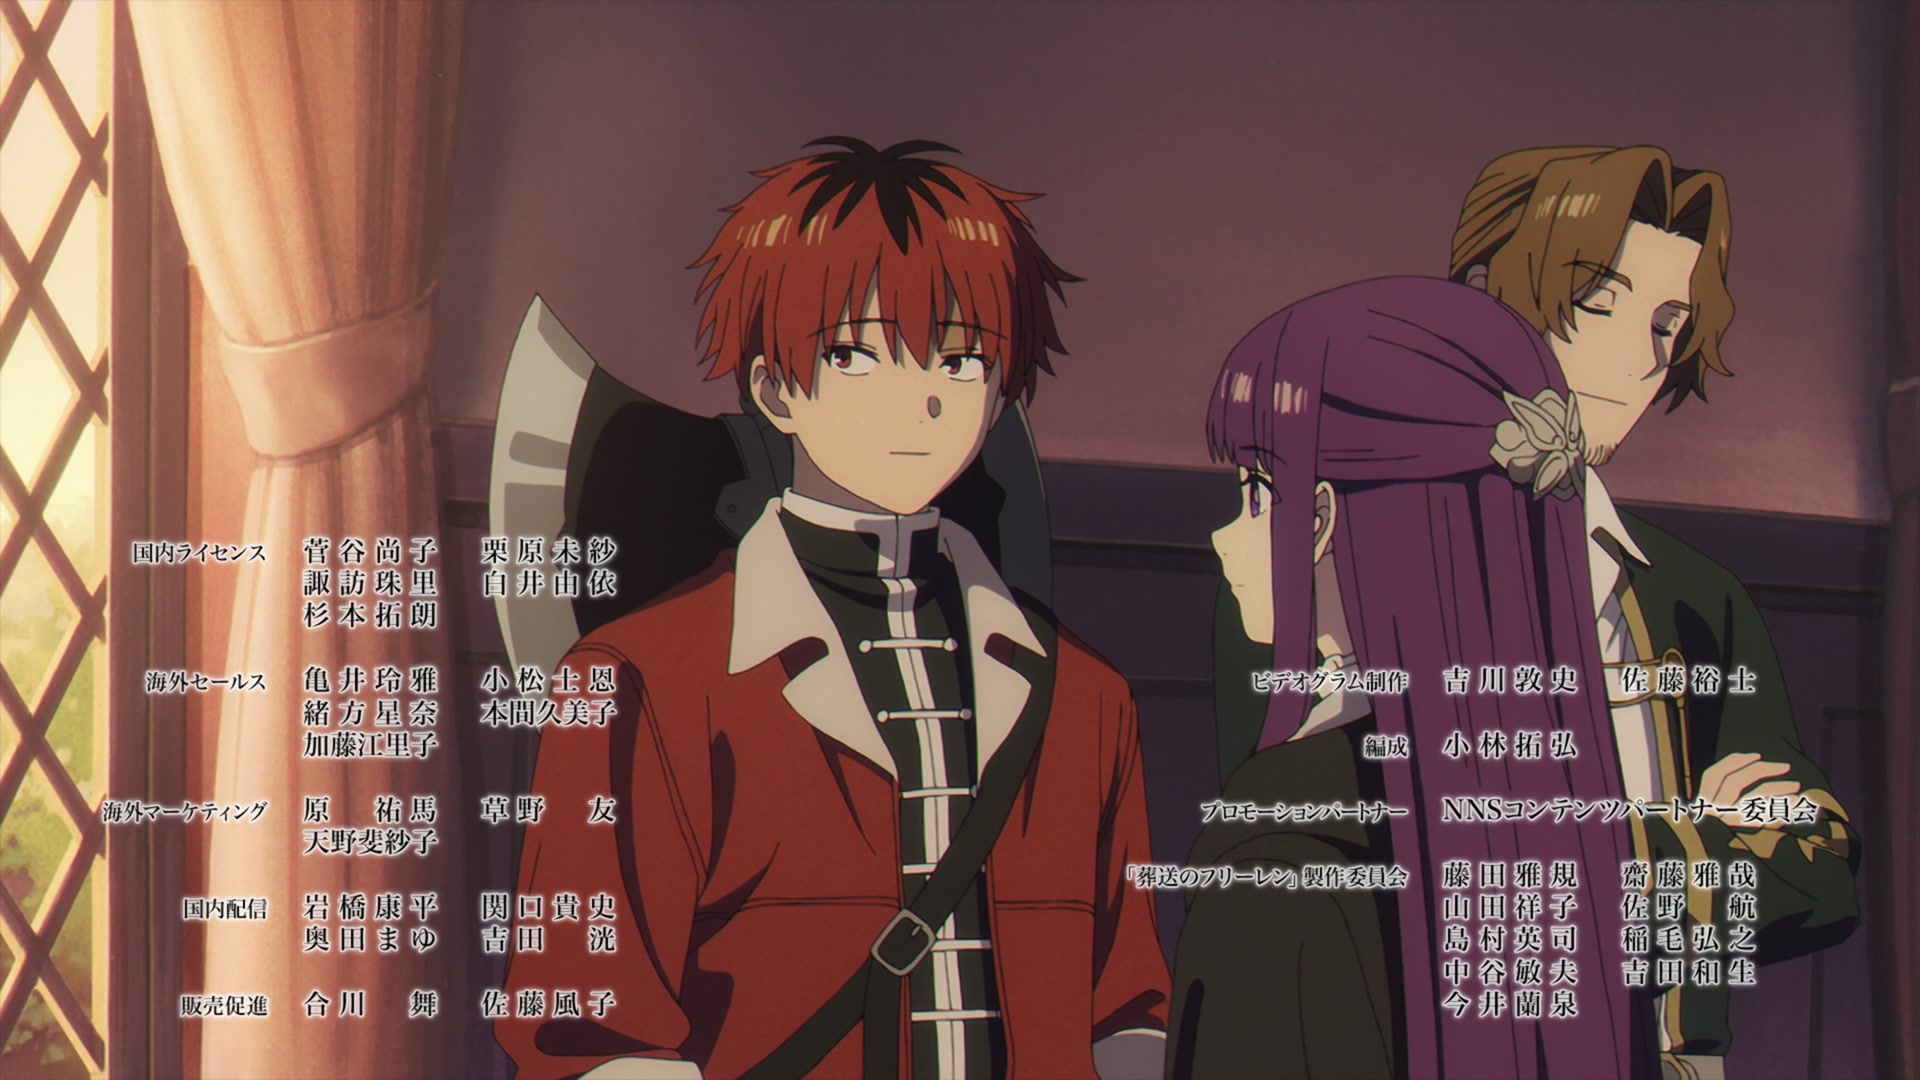 国内ライセンス 菅谷尚子 栗原未紗
諏訪珠里 白井由依
杉本拓朗
海外セールス 亀井玲雅 小松士恩
緒方星奈 本間久美子
加藤江里子
海外マーケティング 原祐馬 草野友
天野斐紗子
国内配信 岩橋康平 関口貴史
奥田まゆ 吉田洸
販売促進 合川舞 佐藤風子
ビデオグラム制作 吉川敦史 佐藤裕士
編成 小林拓弘
プロモーションパートナー NNSコンテンツパートナー委員会
「葬送のフリーレン」製作委員会 藤田雅規 齋藤雅哉
山田祥子 佐野航
島村英司 稲毛弘之
中谷敏夫 吉田和生
今井蘭泉